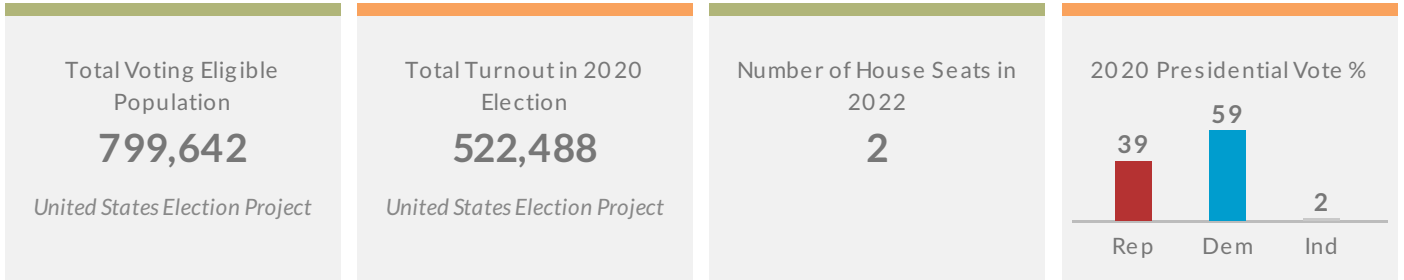 Total Voting Eligible
Population
799,642
United States Election Project
Total Turnout in 2020
Election
522,488
United States Election Project
Number of House Seats in
2022
2
2020 Presidential Vote %
59
39
2
Rep Dem Ind